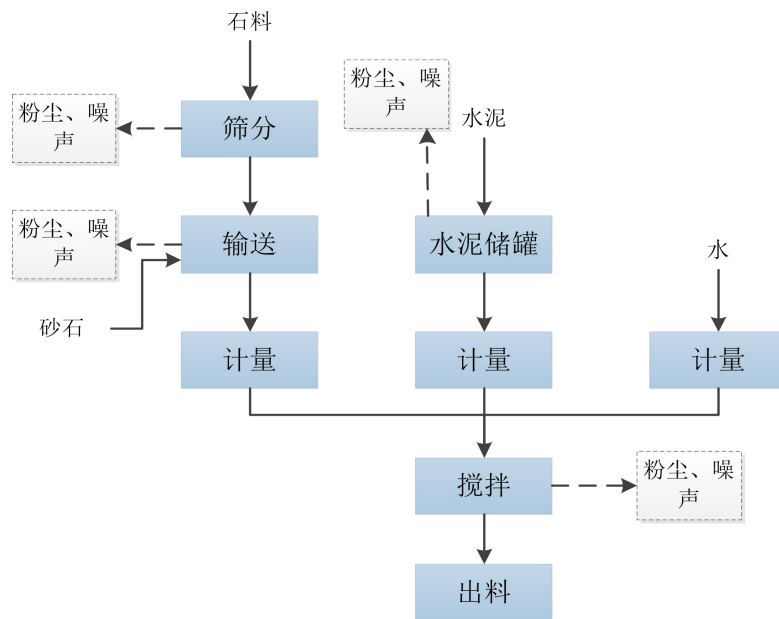 石料
粉尘、噪
声
筛分
粉尘、噪
声
水泥
粉尘、噪
声
输送
水泥储罐
水
砂石
计量
计量
计量
搅拌
粉尘、噪
声
出料